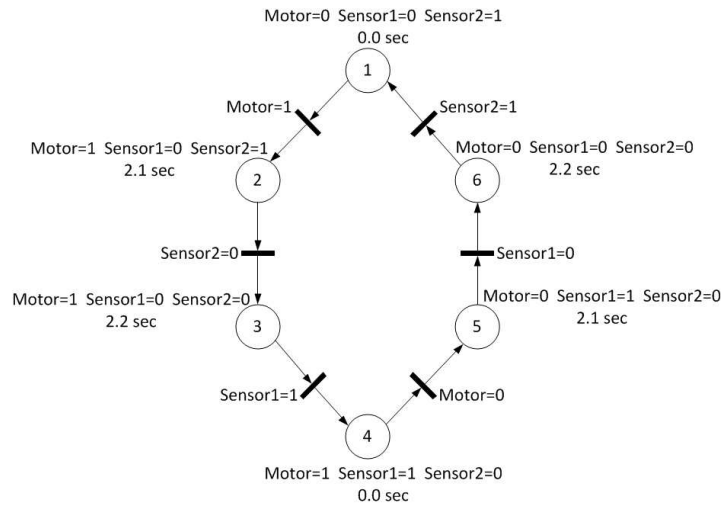 Motor=0 Sensor1=0 Sensor2=1
0.0 sec
1
Motor=1
Sensor2=1
Motor=1 Sensor1=0 Sensor2=1
2.1 sec
2
Motor=0 Sensor1=0 Sensor2=0
2.2 sec
6
Sensor2=0
Sensor1=0
Motor=1 Sensor1=0 Sensor2=0
2.2 sec
3
Motor=0 Sensor1=1 Sensor2=0
2.1 sec
5
Sensor1=1
Motor=0
4
Motor=1 Sensor1=1 Sensor2=0
0.0 sec